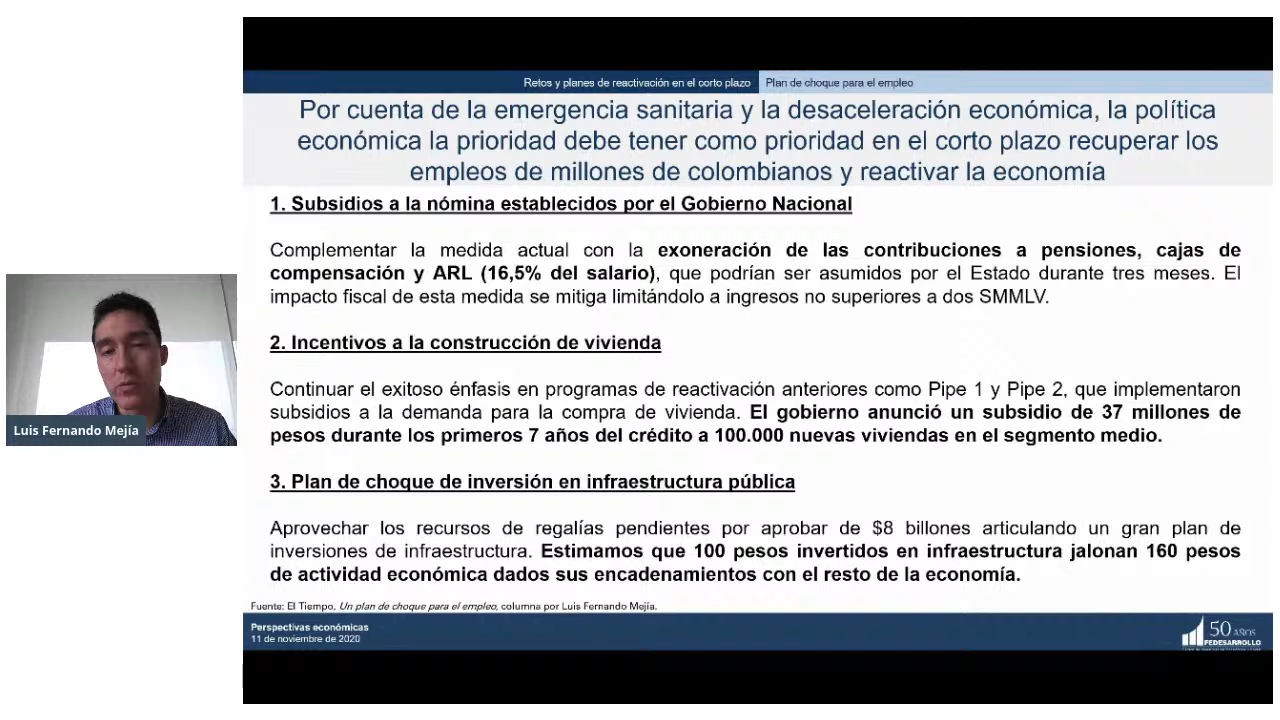 Retos y planes de reactivación en el corto plazo Plan de choque para el empleo
Por cuenta de la emergencia sanitaria y la desaceleración económica, la política
económica la prioridad debe tener como prioridad en el corto plazo recuperar los
empleos de millones de colombianos y reactivar la economía
1. Subsidios a la nómina establecidos por el Gobierno Nacional
Complementar la medida actual con la exoneración de las contribuciones a pensiones, cajas de
compensación y ARL (16,5% del salario), que podrían ser asumidos por el Estado durante tres meses. El
impacto fiscal de esta medida se mitiga limitándolo a ingresos no superiores a dos SMMLV.
2. Incentivos a la construcción de vivienda
Continuar el exitoso énfasis en programas de reactivación anteriores como Pipe 1 y Pipe 2, que implementaron
subsidios a la demanda para la compra de vivienda. El gobierno anunció un subsidio de 37 millones de
pesos durante los primeros 7 años del crédito a 100.000 nuevas viviendas en el segmento medio.
3. Plan de choque de inversión en infraestructura pública
Aprovechar los recursos de regalías pendientes por aprobar de $8 billones articulando un gran plan de
inversiones de infraestructura. Estimamos que 100 pesos invertidos en infraestructura jalonan 160 pesos
de actividad económica dados sus encadenamientos con el resto de la economía.
Fuente: El Tiempo, Un plan de choque para el empleo, columna por Luis Fernando Mejía.
Perspectivas económicas
11 de noviembre de 2020
50 AÑOS
FEDESARROLLO
Luis Fernando Mejía